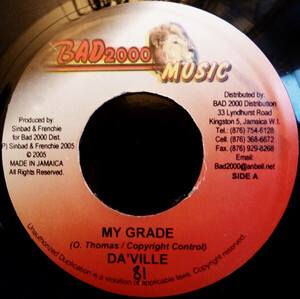 BAD2000
MUSIC
Produced by:
Sinbad & Frenchie
for Bad 2000 Dist.
(P) Sinbad & Frenchie 2005
© 2005
MADE IN JAMAICA
All Rights Reserved.
Distributed by:
BAD 2000 Distribution
33 Lyndhurst Road
Kingston 5, Jamaica W.I.
Tel: (876) 754-6128
Cell: (876) 368-6672
Fax: (876) 929-8268
Email:
Bad2000@anbell.net
SIDE A
MY GRADE
(O. Thomas / Copyright Control)
DA'VILLE
81
Unauthorized Duplication is a violation of applicable laws. Copyright Control